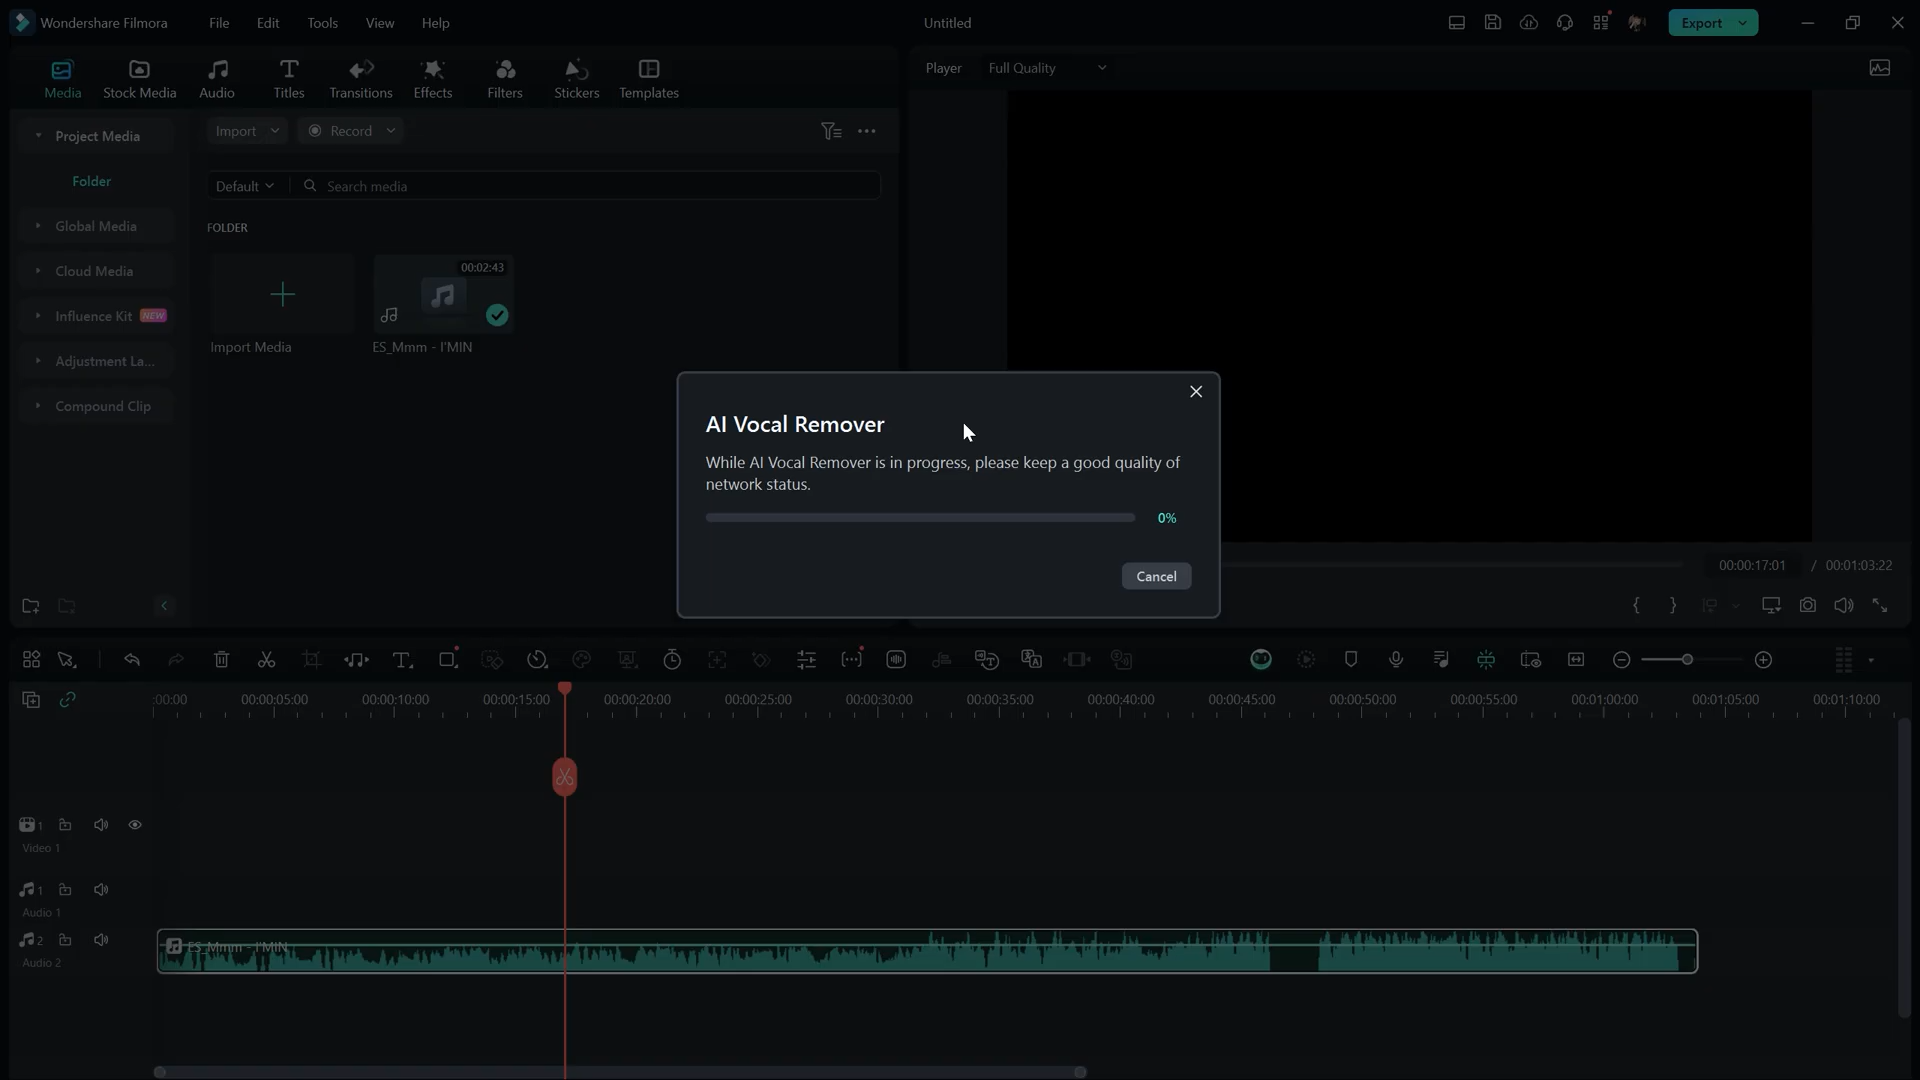 Wondershare Filmora
File
Edit
Tools
View
Help
Untitled
Export
Media
Stock Media
Audio
Titles
Transitions
Effects
Filters
Stickers
Templates
Player
Full Quality
Project Media
Import
Record
Folder
Default
Search media
Global Media
FOLDER
Cloud Media
00:02:43
Influence Kit NEW
Import Media
ES_Mmm - I'MIN
Adjustment La...
Compound Clip
AI Vocal Remover
While AI Vocal Remover is in progress, please keep a good quality of
network status.
0%
Cancel
00:00:17:01 / 00:01:03:22
:00:00
00:00:05:00
00:00:10:00
00:00:15:00
00:00:20:00
00:00:25:00
00:00:30:00
00:00:35:00
00:00:40:00
00:00:45:00
00:00:50:00
00:00:55:00
00:01:00:00
00:01:05:00
00:01:10:00
1
Video 1
1
Audio 1
2
ES_Mmm - I'MIN
Audio 2